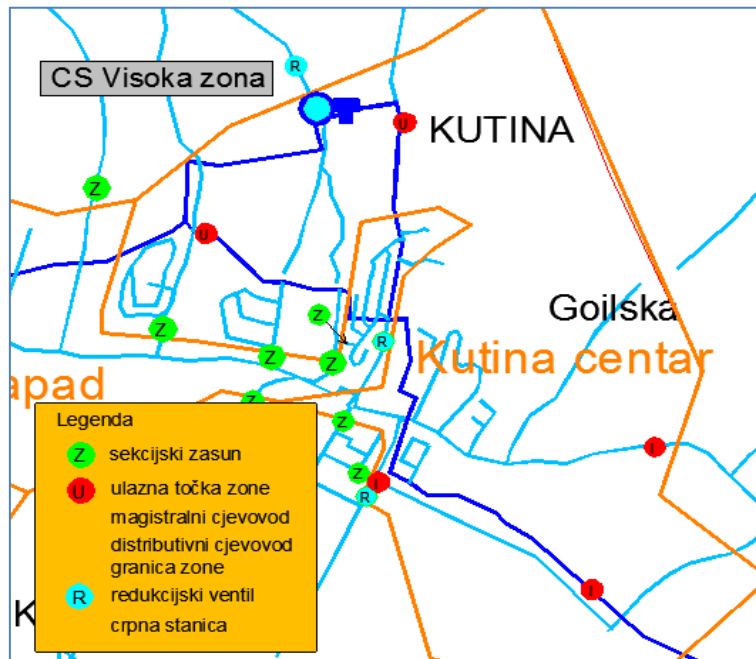 R
CS Visoka zona
U
KUTINA
Z
U
Goilska
Z
Z
R
Z
Z
Kutina centar
apad
Z
Z
I
Z
I
R
I
Legenda
Z sekcijski zasun
U ulazna točka zone
magistralni cjevovod
distributivni cjevovod
granica zone
R redukcijski ventil
crpna stanica
K